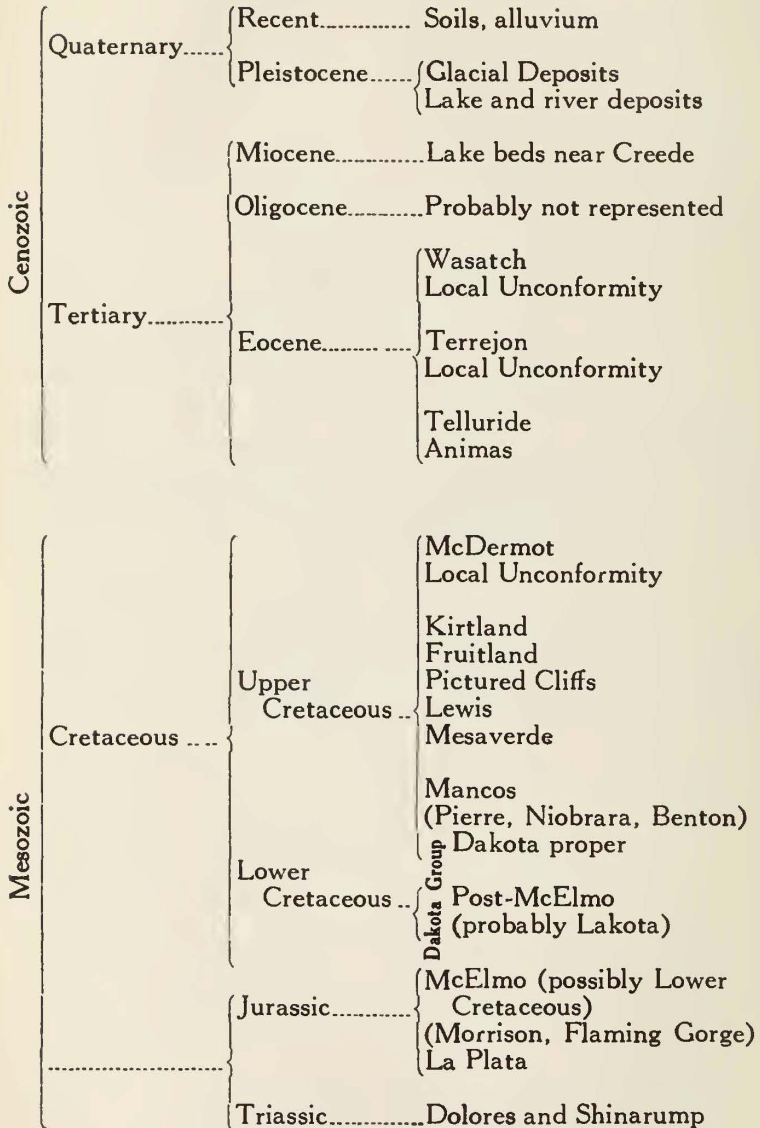 Cenozoic
Quaternary
Recent Soils, alluvium
Pleistocene Glacial Deposits
Lake and river deposits
Tertiary
Miocene Lake beds near Creede
Oligocene Probably not represented
Eocene
Wasatch
Local Unconformity
Terrejon
Local Unconformity
Telluride
Animas
Mesozoic
Cretaceous
Upper
Cretaceous
McDermot
Local Unconformity
Kirtland
Fruitland
Pictured Cliffs
Lewis
Mesaverde
Mancos
(Pierre, Niobrara, Benton)
Dakota Group
Dakota proper
Lower
Cretaceous
Post-McElmo
(probably Lakota)
Jurassic
McElmo (possibly Lower
Cretaceous)
(Morrison, Flaming Gorge)
La Plata
Triassic Dolores and Shinarump